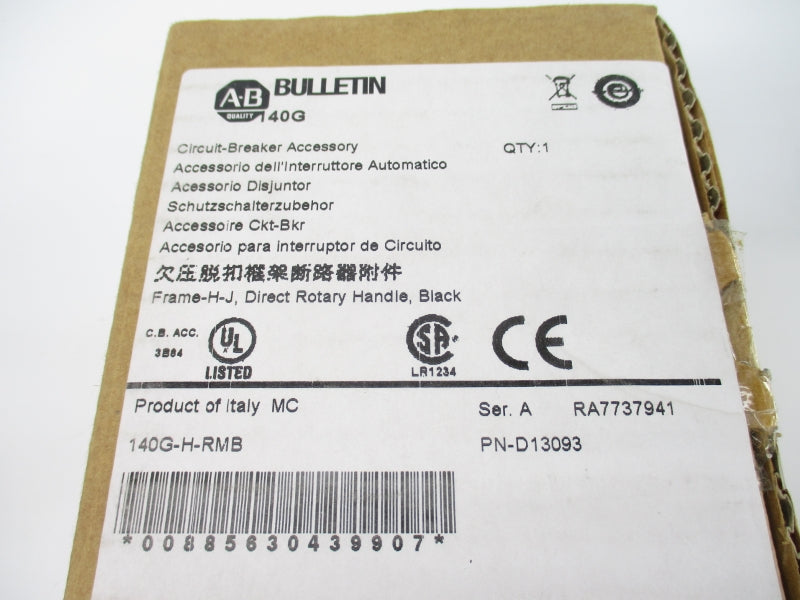 A-B BULLETIN
QUALITY 140G
Circuit-Breaker Accessory QTY:1
Accessorio dell'Interruttore Automatico
Acessorio Disjuntor
Schutzschalterzubehor
Accessoire Ckt-Bkr
Accesorio para interruptor de Circuito
欠压脱扣框架断路器附件
Frame-H-J, Direct Rotary Handle, Black
C.B. ACC.
3B64
UL
LISTED
SA
LR1234
CE
Product of Italy MC Ser. A RA7737941
140G-H-RMB PN-D13093
*00885630439907*